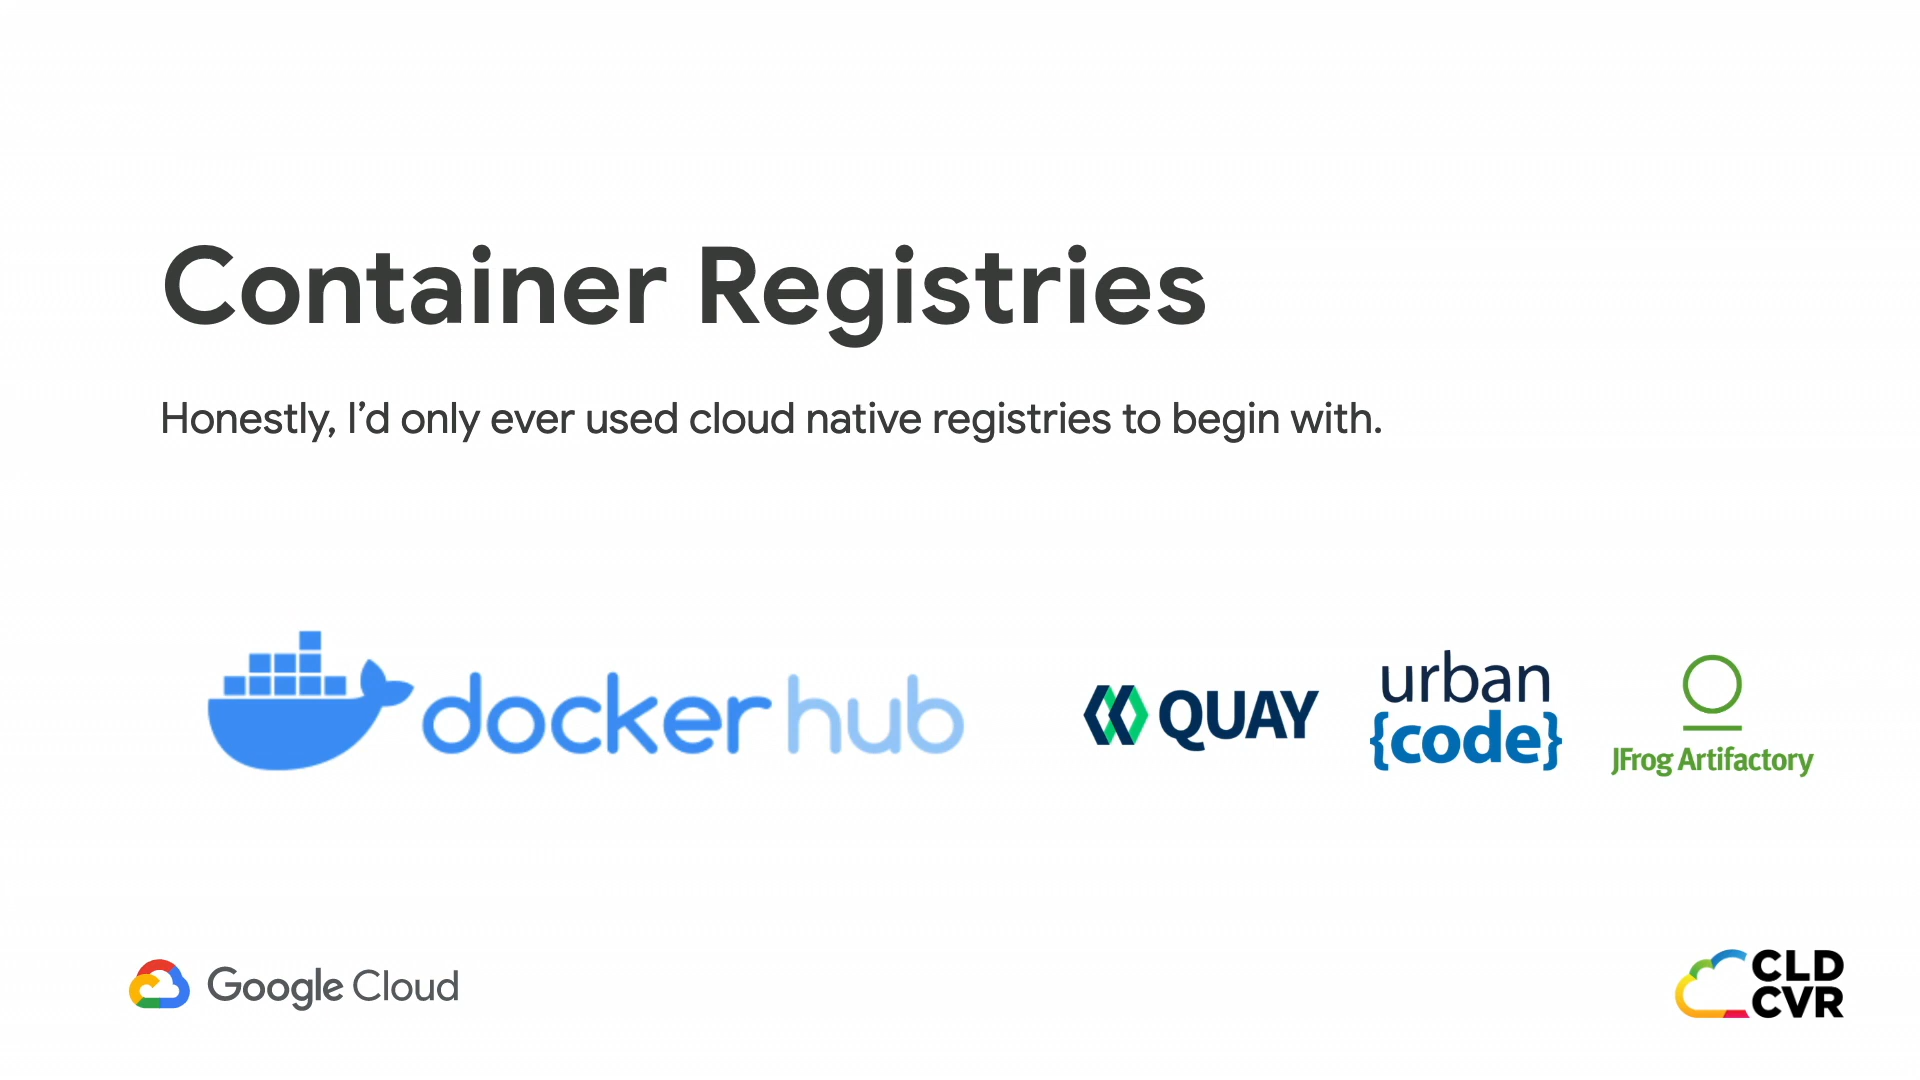 Container Registries
Honestly, I’d only ever used cloud native registries to begin with.
docker hub
QUAY
urban
{code}
JFrog Artifactory
Google Cloud
CLD
CVR